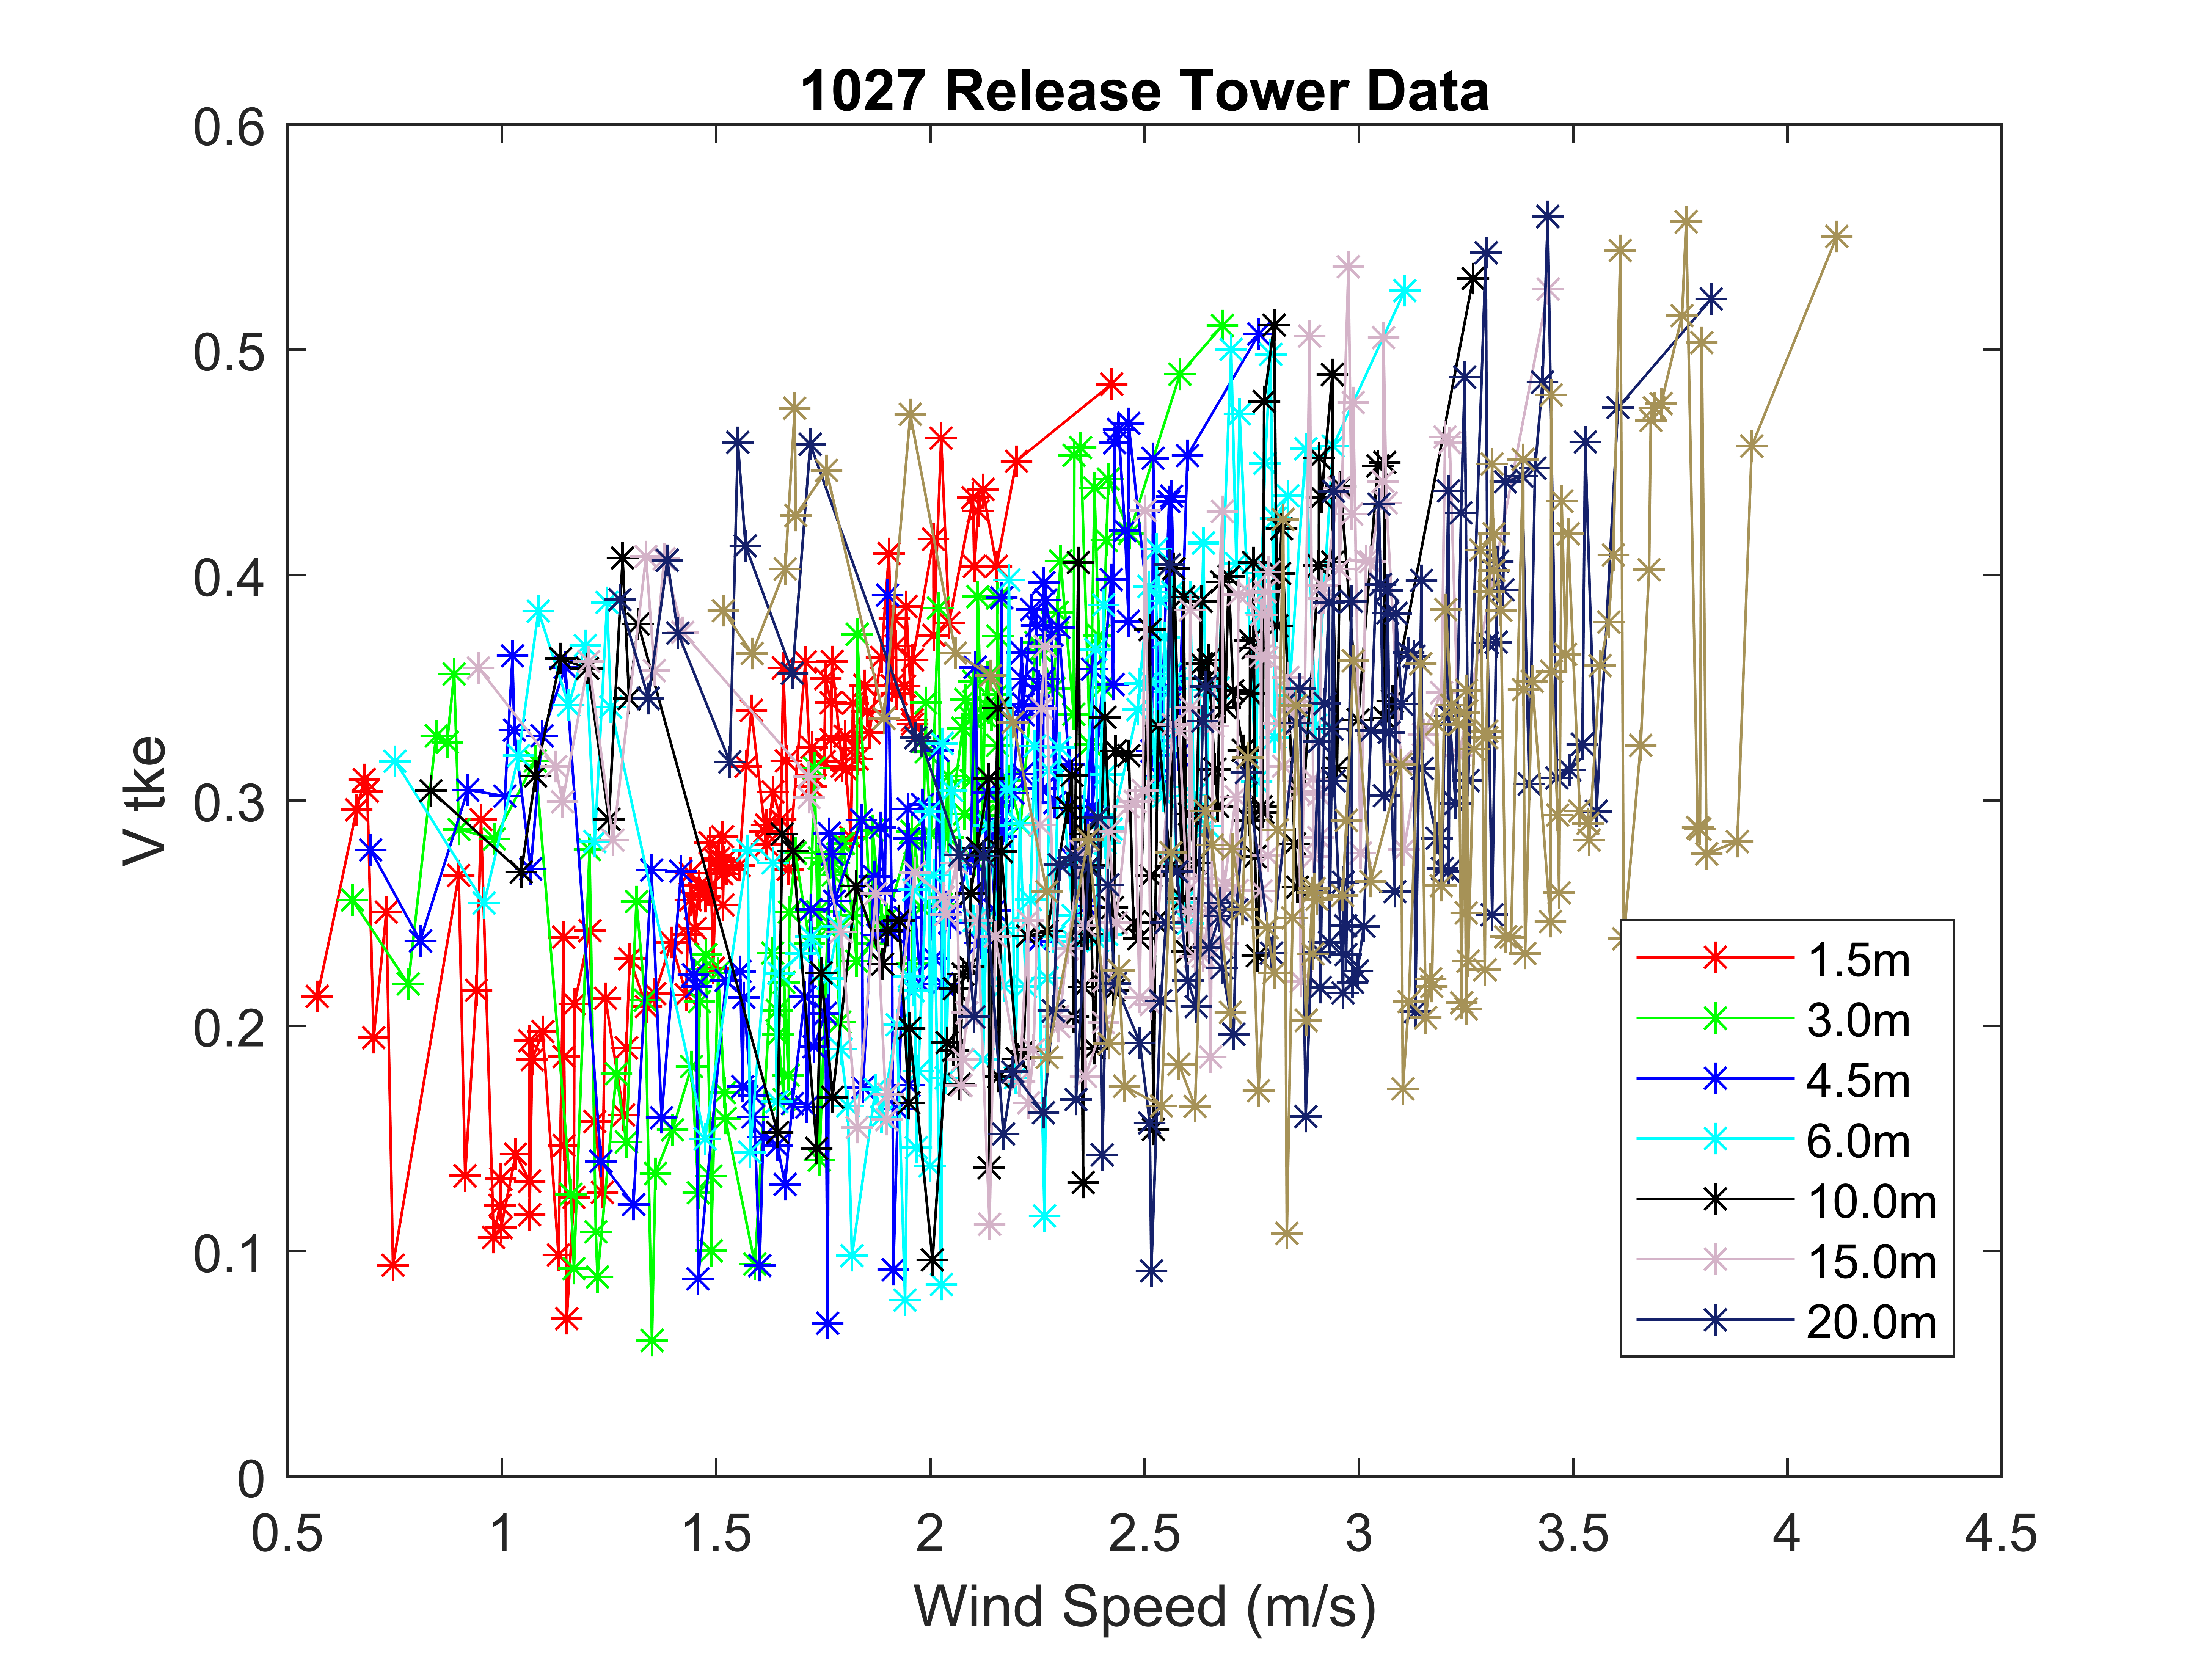 1027 Release Tower Data
0.6
0.5
0.4
0.3
0.2
0.1
0
V tke
0.5 1 1.5 2 2.5 3 3.5 4 4.5
Wind Speed (m/s)
1.5m
3.0m
4.5m
6.0m
10.0m
15.0m
20.0m